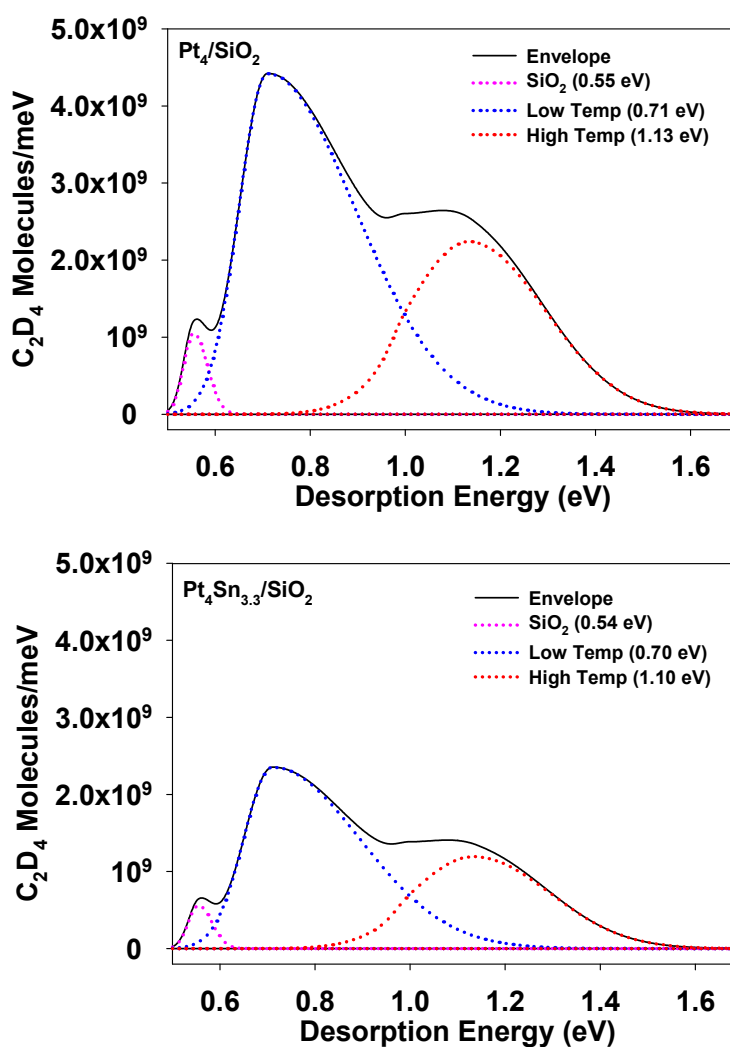 5.0x10⁹
Pt₄/SiO₂
Envelope
SiO₂ (0.55 eV)
Low Temp (0.71 eV)
High Temp (1.13 eV)
4.0x10⁹
3.0x10⁹
2.0x10⁹
10⁹
0
C₂D₄ Molecules/meV
0.6 0.8 1.0 1.2 1.4 1.6
Desorption Energy (eV)
5.0x10⁹
Pt₄Sn₃.₃/SiO₂
Envelope
SiO₂ (0.54 eV)
Low Temp (0.70 eV)
High Temp (1.10 eV)
4.0x10⁹
3.0x10⁹
2.0x10⁹
10⁹
0
C₂D₄ Molecules/meV
0.6 0.8 1.0 1.2 1.4 1.6
Desorption Energy (eV)